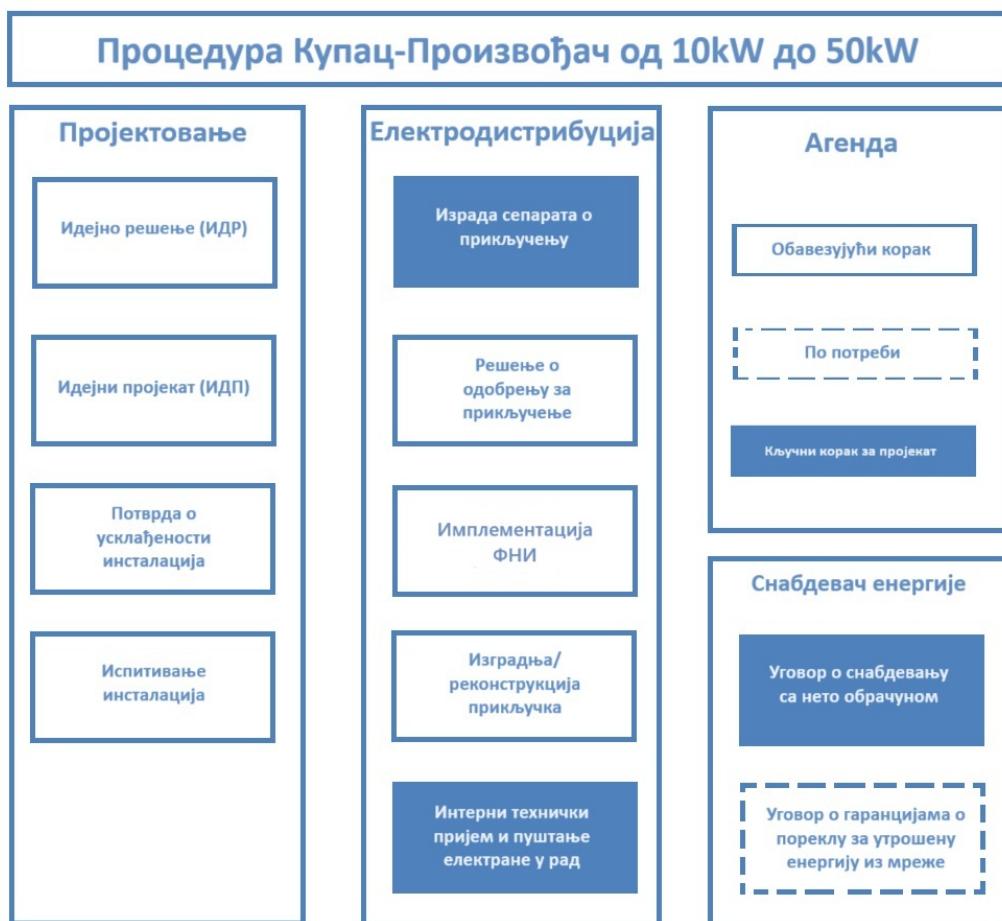 Процедура Купац-Произвођач од 10kW до 50kW
Пројектовање
Идејно решење (ИДР)
Идејни пројекат (ИДП)
Потврда о
усклађености
инсталација
Испитивање
инсталација
Електродистрибуција
Израда сепарата о
прикључењу
Решење о
одобрењу за
прикључење
Имплементација
ФНИ
Изградња/
реконструкција
прикључка
Интерни технички
пријем и пуштање
електране у рад
Агенда
Обавезујући корак
По потреби
Кључни корак за пројекат
Снабдевач енергије
Уговор о снабдевању
са нето обрачуном
Уговор о гаранцијама о
пореклу за утрошену
енергију из мреже